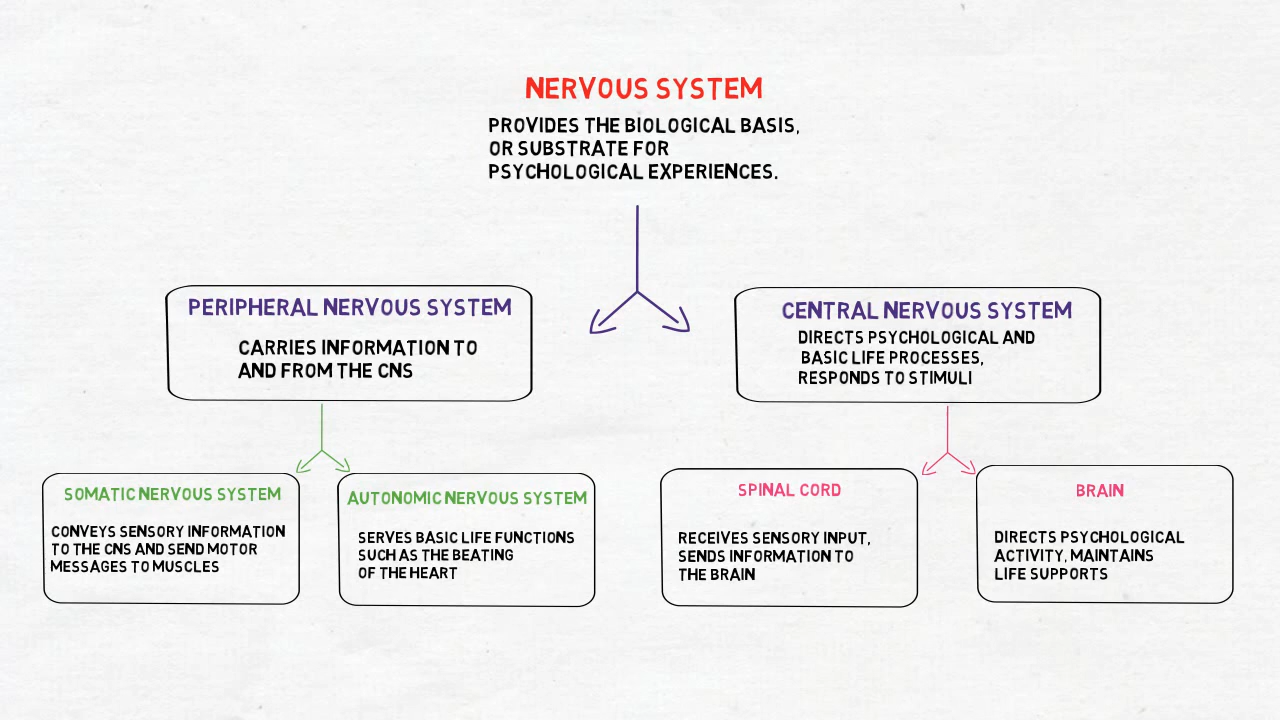 NERVOUS SYSTEM
PROVIDES THE BIOLOGICAL BASIS,
OR SUBSTRATE FOR
PSYCHOLOGICAL EXPERIENCES.
PERIPHERAL NERVOUS SYSTEM
CARRIES INFORMATION TO
AND FROM THE CNS
CENTRAL NERVOUS SYSTEM
DIRECTS PSYCHOLOGICAL AND
BASIC LIFE PROCESSES,
RESPONDS TO STIMULI
SOMATIC NERVOUS SYSTEM
CONVEYS SENSORY INFORMATION
TO THE CNS AND SEND MOTOR
MESSAGES TO MUSCLES
AUTONOMIC NERVOUS SYSTEM
SERVES BASIC LIFE FUNCTIONS
SUCH AS THE BEATING
OF THE HEART
SPINAL CORD
RECEIVES SENSORY INPUT,
SENDS INFORMATION TO
THE BRAIN
BRAIN
DIRECTS PSYCHOLOGICAL
ACTIVITY, MAINTAINS
LIFE SUPPORTS